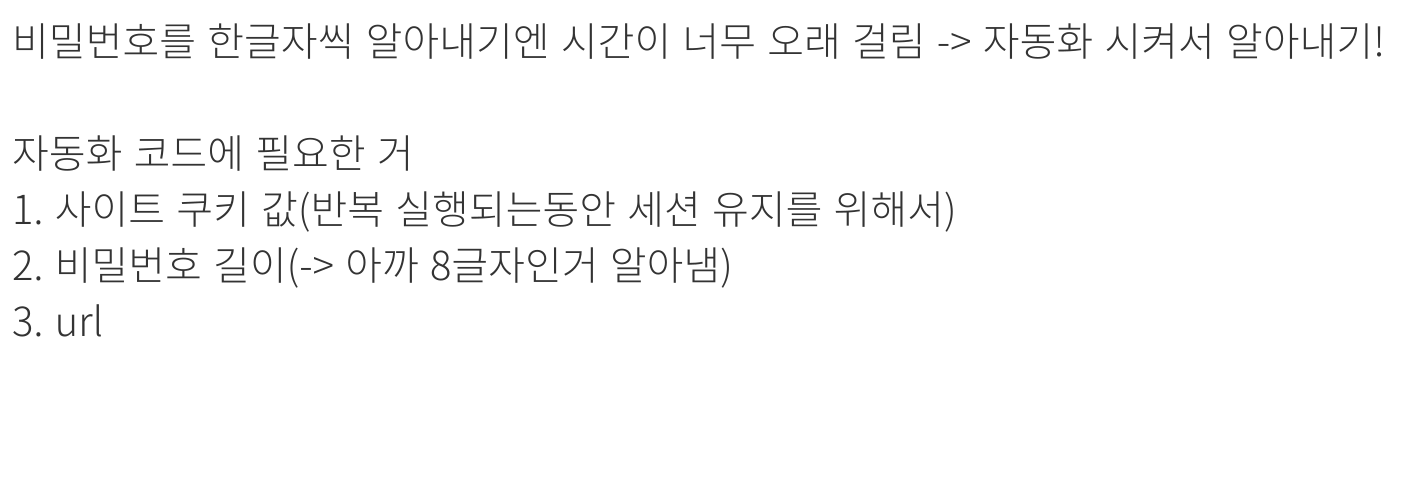 비밀번호를 한글자씩 알아내기엔 시간이 너무 오래 걸림 -> 자동화 시켜서 알아내기!
자동화 코드에 필요한 거
1. 사이트 쿠키 값(반복 실행되는동안 세션 유지를 위해서)
2. 비밀번호 길이(-> 아까 8글자인거 알아냄)
3. url